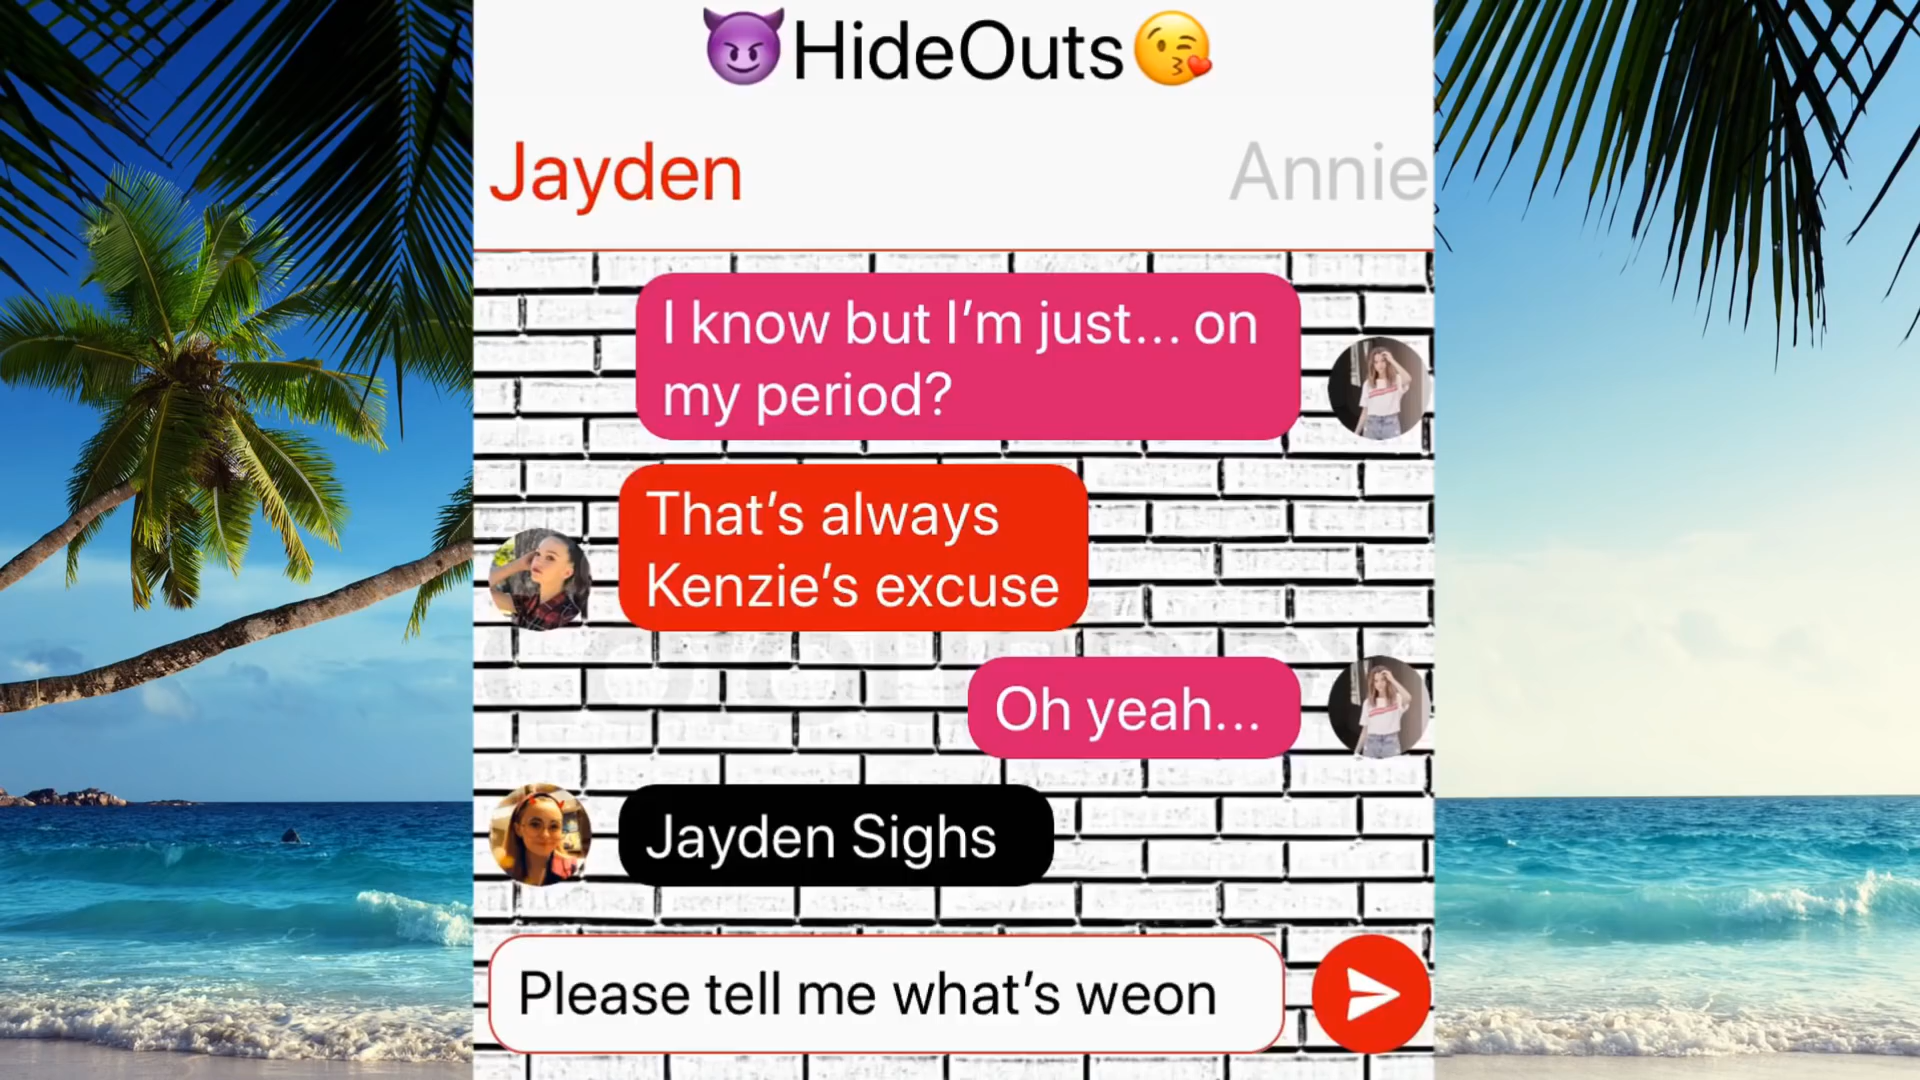 😈HideOuts😘
Jayden Annie
I know but I'm just... on
my period?
That's always
Kenzie's excuse
Oh yeah...
Jayden Sighs
Please tell me what's weon